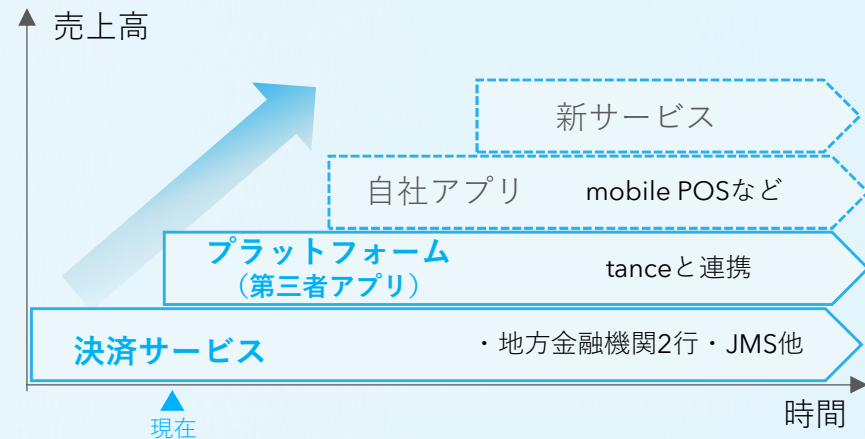 売上高
新サービス
自社アプリ mobile POSなど
プラットフォーム
（第三者アプリ） tanceと連携
決済サービス ・地方金融機関2行・JMS他
現在
時間